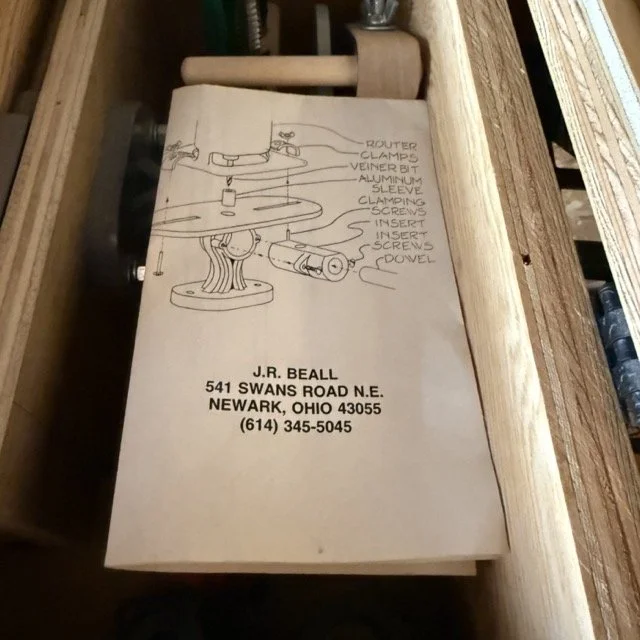 ROUTER
CLAMPS
VEINER BIT
ALUMINUM
SLEEVE
CLAMPING
SCREWS
INSERT
INSERT
SCREWS
DOWEL
J.R. BEALL
541 SWANS ROAD N.E.
NEWARK, OHIO 43055
(614) 345-5045